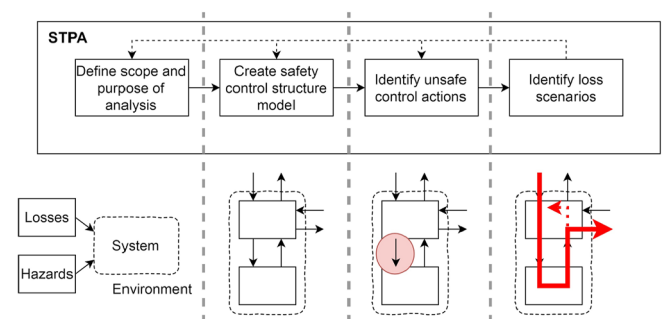 STPA
Define scope and
purpose of
analysis
Create safety
control structure
model
Identify unsafe
control actions
Identify loss
scenarios
Losses
Hazards
System
Environment